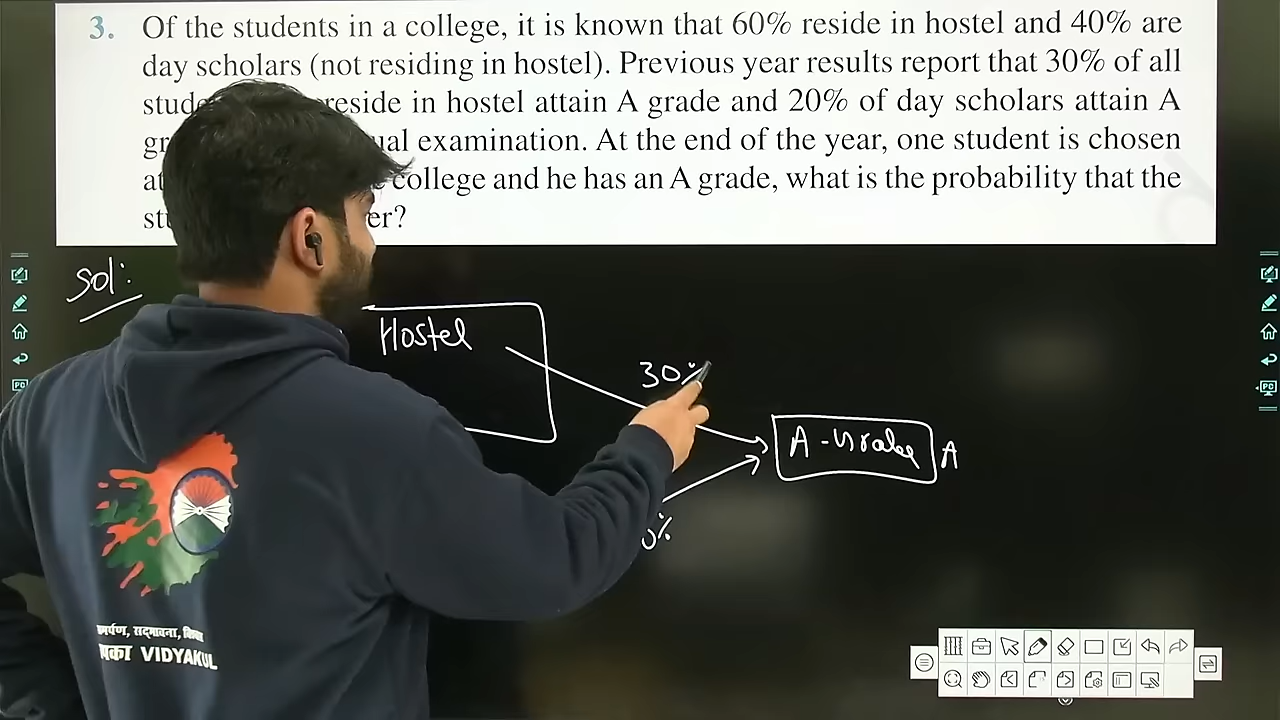 3. Of the students in a college, it is known that 60% reside in hostel and 40% are
day scholars (not residing in hostel). Previous year results report that 30% of all
reside in hostel attain A grade and 20% of day scholars attain A
examination. At the end of the year, one student is chosen
college and he has an A grade, what is the probability that the
Sol:
Hostel
30%
A-Grade A
VIDYAKUL